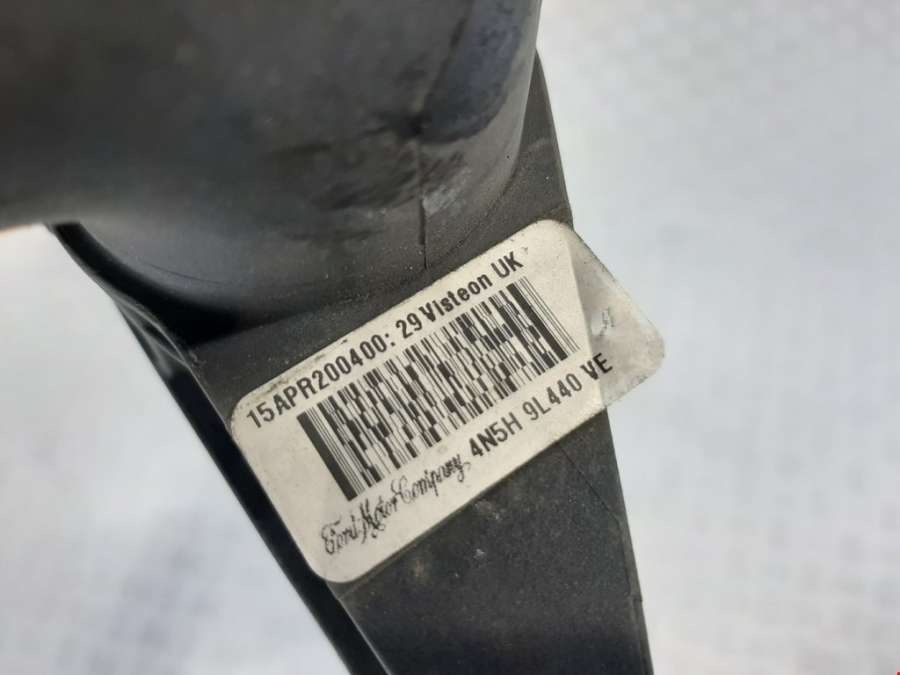 15APR200400: 29 Visteon UK
Ford Motor Company 4N5H 9L440 VE